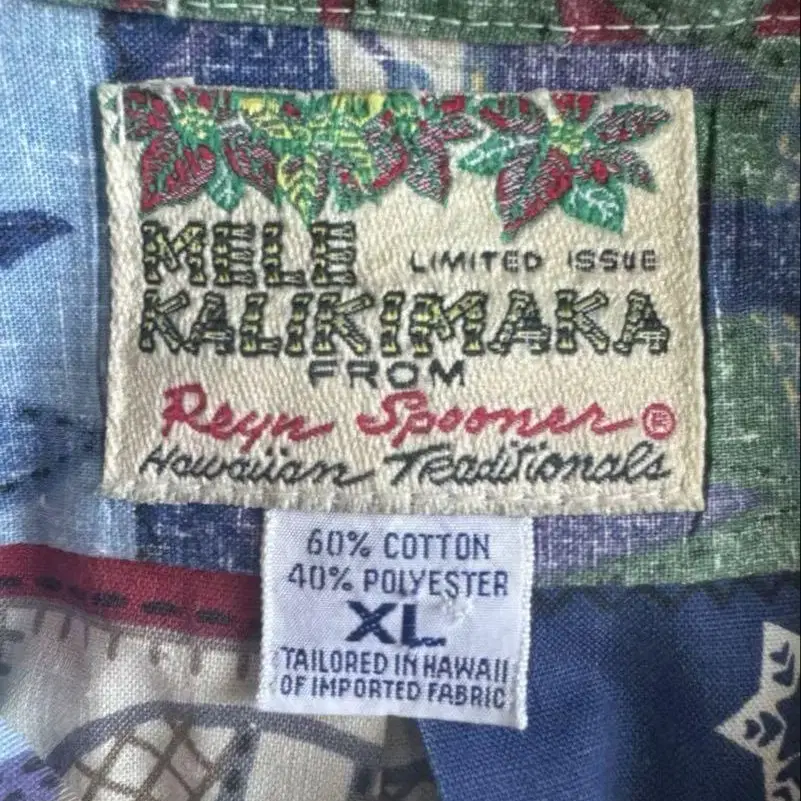 MELE
LIMITED ISSUE
KALIKIMAKA
FROM
Reyn Spooner ®
Hawaiian Traditionals
60% COTTON
40% POLYESTER
XL
TAILORED IN HAWAII
OF IMPORTED FABRIC